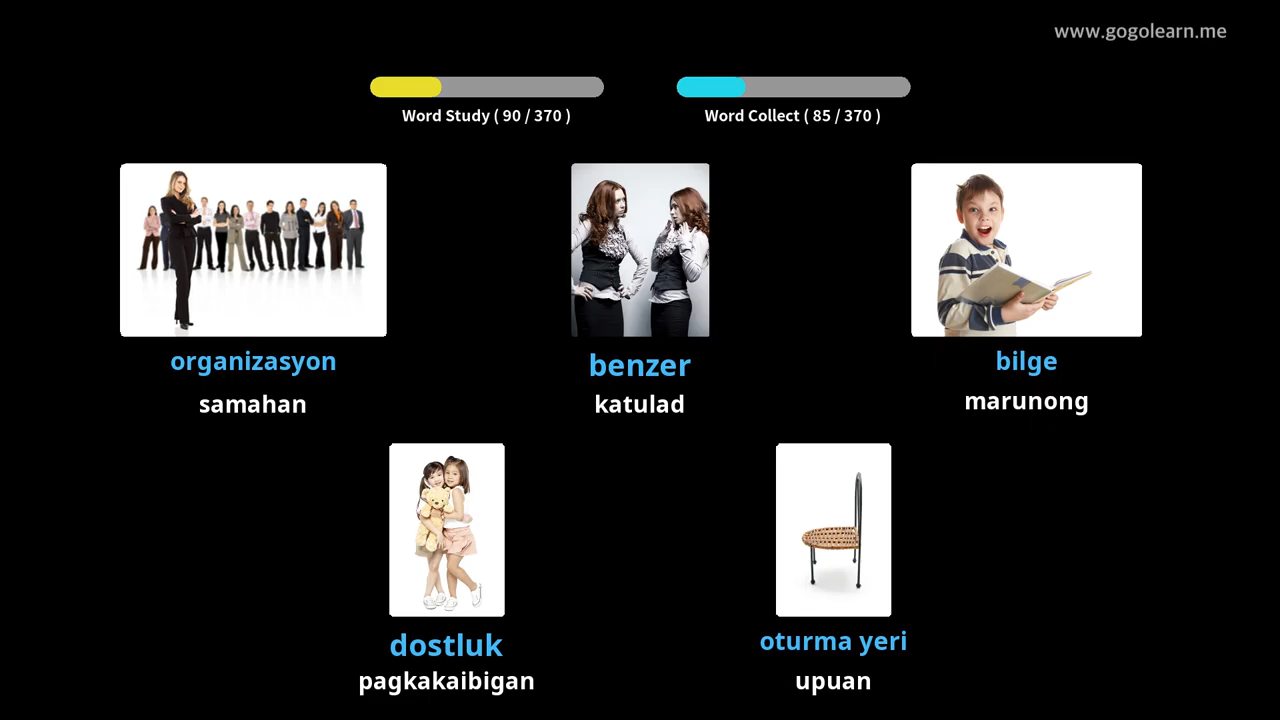 www.gogolearn.me
Word Study ( 90 / 370 )
Word Collect ( 85 / 370 )
organizasyon
samahan
benzer
katulad
bilge
marunong
dostluk
pagkakaibigan
oturma yeri
upuan